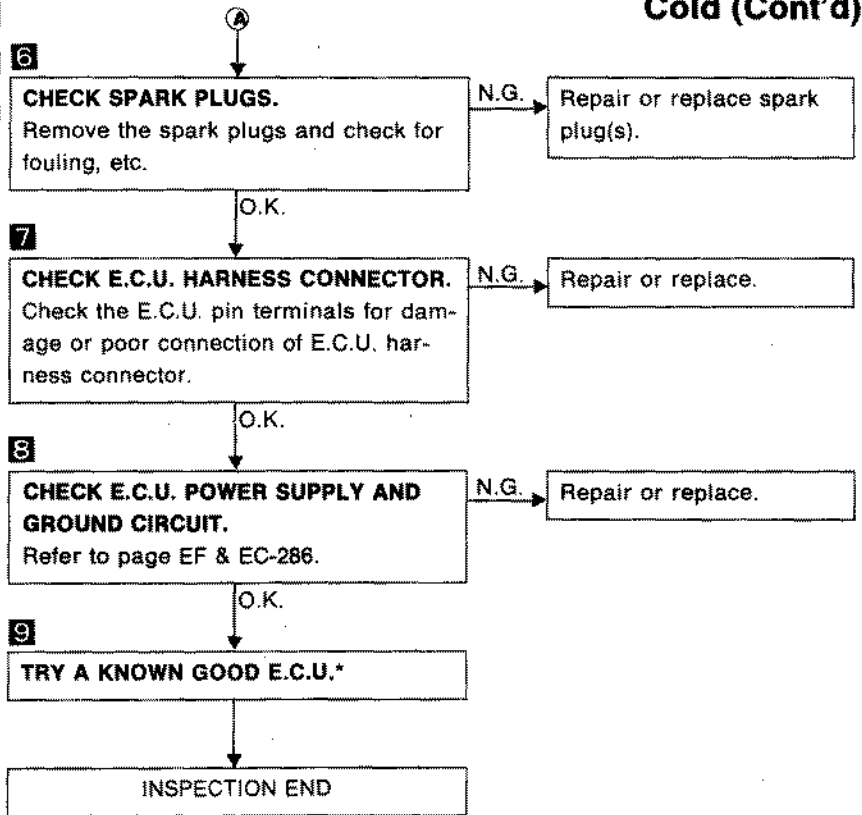 Cold (Cont'd)
A
6
CHECK SPARK PLUGS.
Remove the spark plugs and check for
fouling, etc.
N.G.
Repair or replace spark
plug(s).
O.K.
7
CHECK E.C.U. HARNESS CONNECTOR.
Check the E.C.U. pin terminals for dam-
age or poor connection of E.C.U. har-
ness connector.
N.G.
Repair or replace.
O.K.
8
CHECK E.C.U. POWER SUPPLY AND
GROUND CIRCUIT.
Refer to page EF & EC-286.
N.G.
Repair or replace.
O.K.
9
TRY A KNOWN GOOD E.C.U.*
INSPECTION END